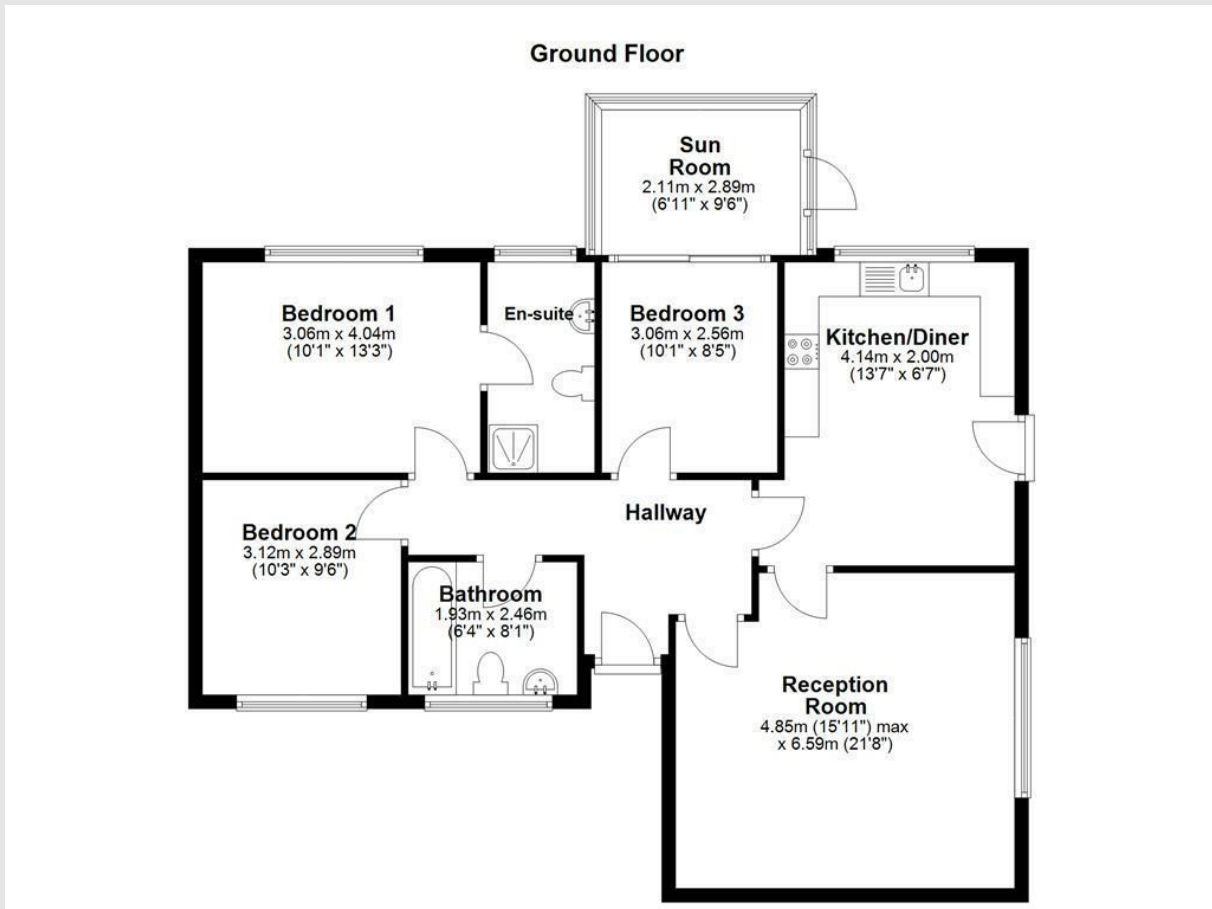 Ground Floor
Sun
Room
2.11m x 2.89m
(6'11" x 9'6")
Bedroom 1
3.06m x 4.04m
(10'1" x 13'3")
En-suite
Bedroom 3
3.06m x 2.56m
(10'1" x 8'5")
Kitchen/Diner
4.14m x 2.00m
(13'7" x 6'7")
Hallway
Bedroom 2
3.12m x 2.89m
(10'3" x 9'6")
Bathroom
1.93m x 2.46m
(6'4" x 8'1")
Reception
Room
4.85m (15'11") max
x 6.59m (21'8")